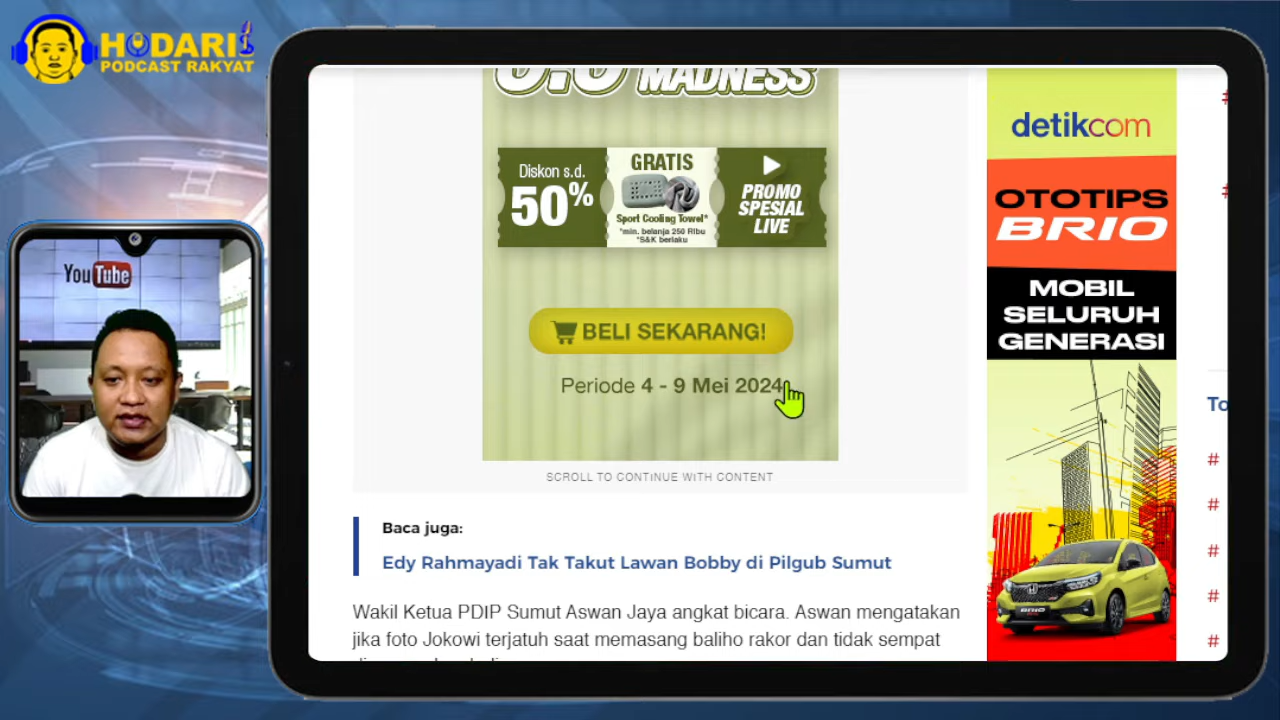 HODARI
PODCAST RAKYAT
YouTube
MADNESS
Diskon s.d.
50%
GRATIS
Sport Cooling Towel*
*min. belanja 250 Ribu
*S&K berlaku
PROMO
SPESIAL
LIVE
BELI SEKARANG!
Periode 4 - 9 Mei 2024
SCROLL TO CONTINUE WITH CONTENT
Baca juga:
Edy Rahmayadi Tak Takut Lawan Bobby di Pilgub Sumut
Wakil Ketua PDIP Sumut Aswan Jaya angkat bicara. Aswan mengatakan
jika foto Jokowi terjatuh saat memasang baliho rakor dan tidak sempat
detikcom
OTOTIPS
BRIO
MOBIL
SELURUH
GENERASI
BRIO
To
#
#
#
#
#